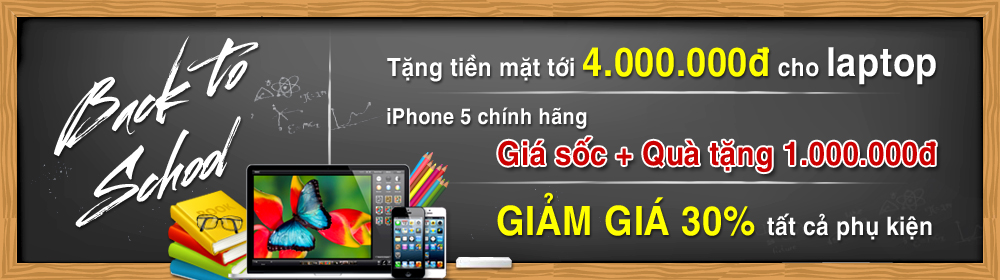 Back to
School
Tặng tiền mặt tới 4.000.000đ cho laptop
iPhone 5 chính hãng
Giá sốc + Quà tặng 1.000.000đ
GIẢM GIÁ 30% tất cả phụ kiện